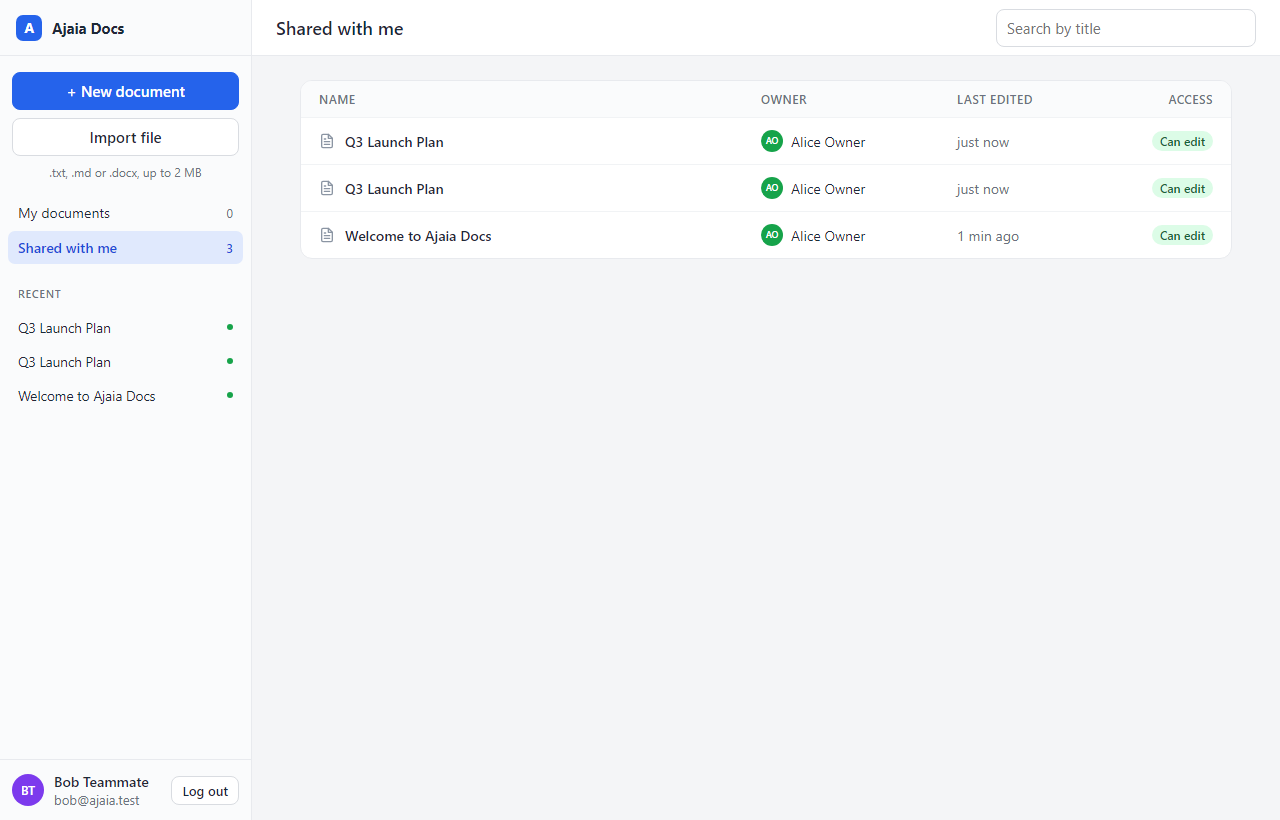 A Ajaia Docs
+ New document
Import file
.txt, .md or .docx, up to 2 MB
My documents 0
Shared with me 3
RECENT
Q3 Launch Plan
Q3 Launch Plan
Welcome to Ajaia Docs
BT Bob Teammate
bob@ajaia.test
Log out
Shared with me
Search by title
NAME OWNER LAST EDITED ACCESS
Q3 Launch Plan AO Alice Owner just now Can edit
Q3 Launch Plan AO Alice Owner just now Can edit
Welcome to Ajaia Docs AO Alice Owner 1 min ago Can edit